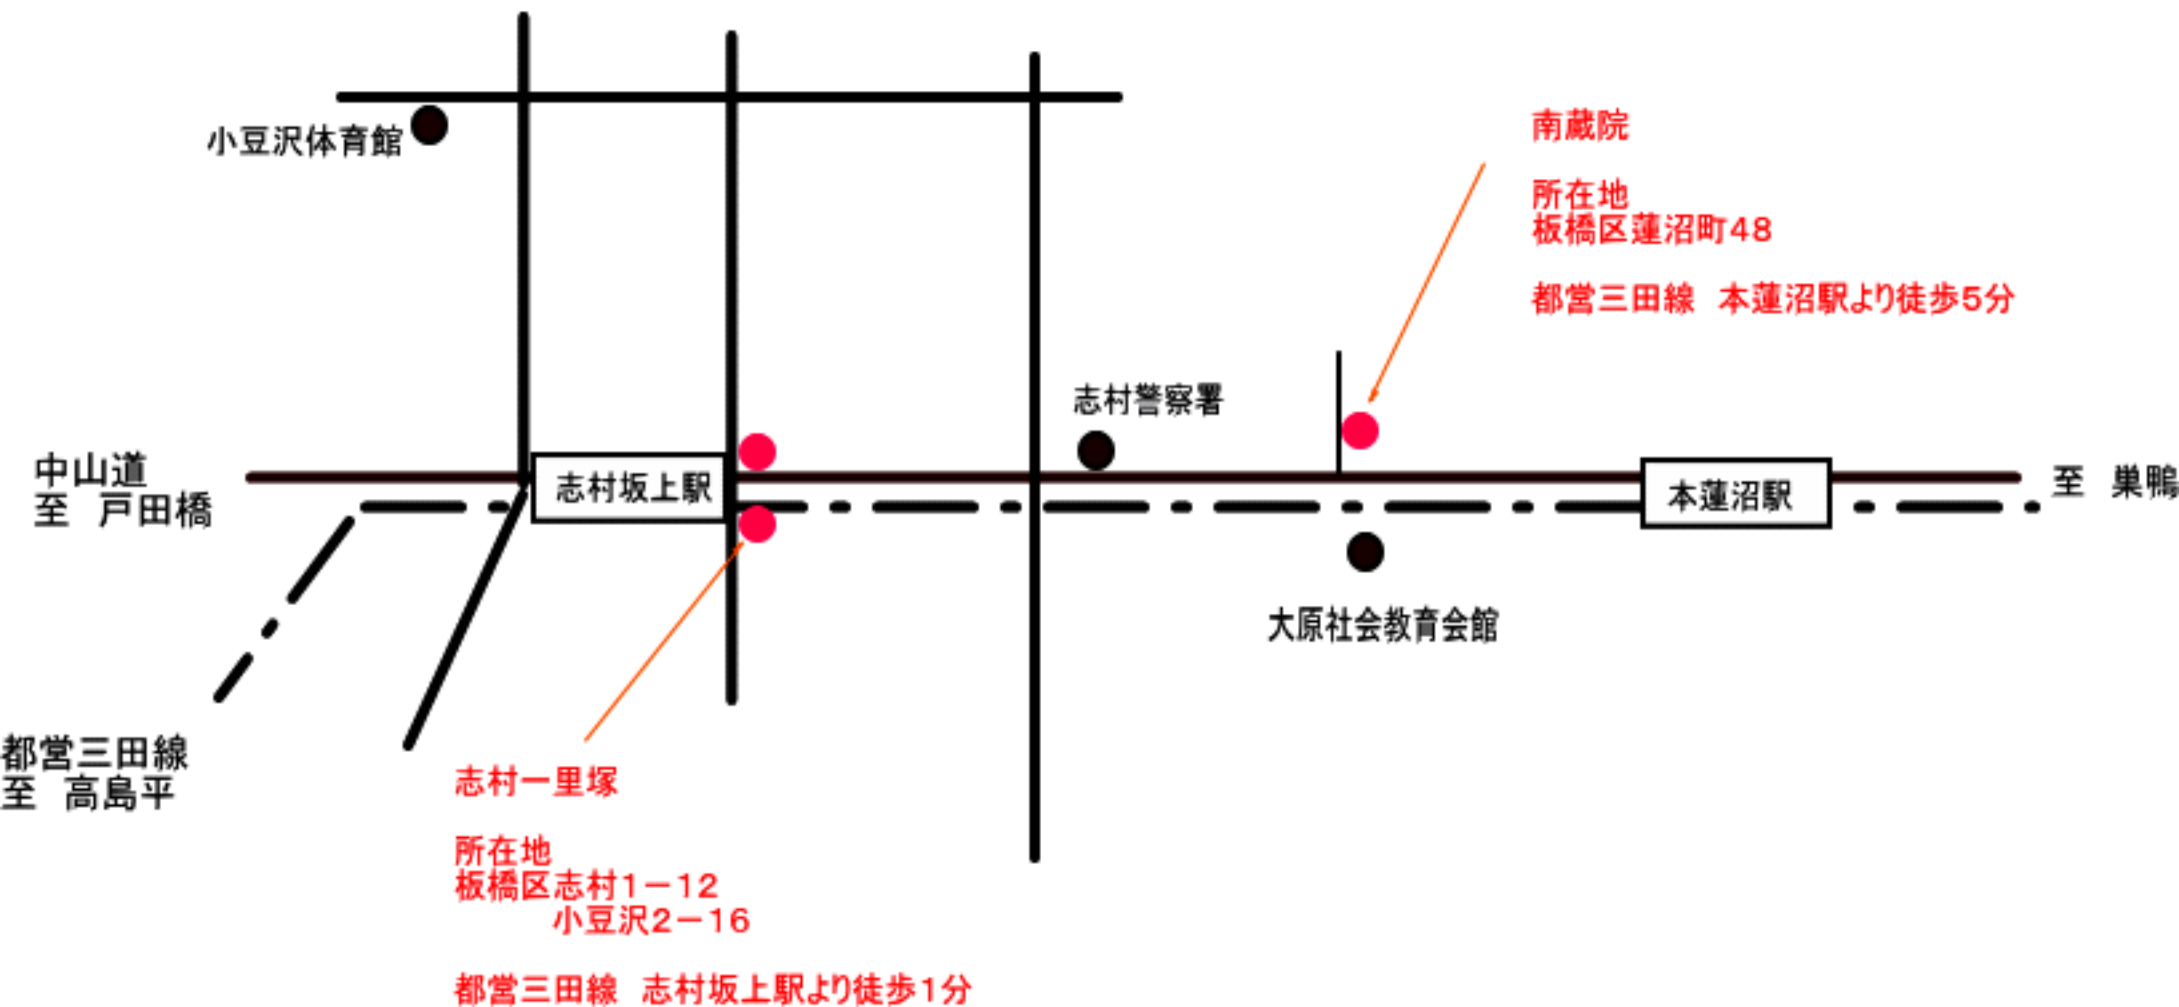 小豆沢体育館
南蔵院
所在地
板橋区蓮沼町48
都営三田線　本蓮沼駅より徒歩5分
志村警察署
中山道
至　戸田橋
志村坂上駅
本蓮沼駅
至　巣鴨
大原社会教育会館
都営三田線
至　高島平
志村一里塚
所在地
板橋区志村1－12
小豆沢2－16
都営三田線　志村坂上駅より徒歩1分